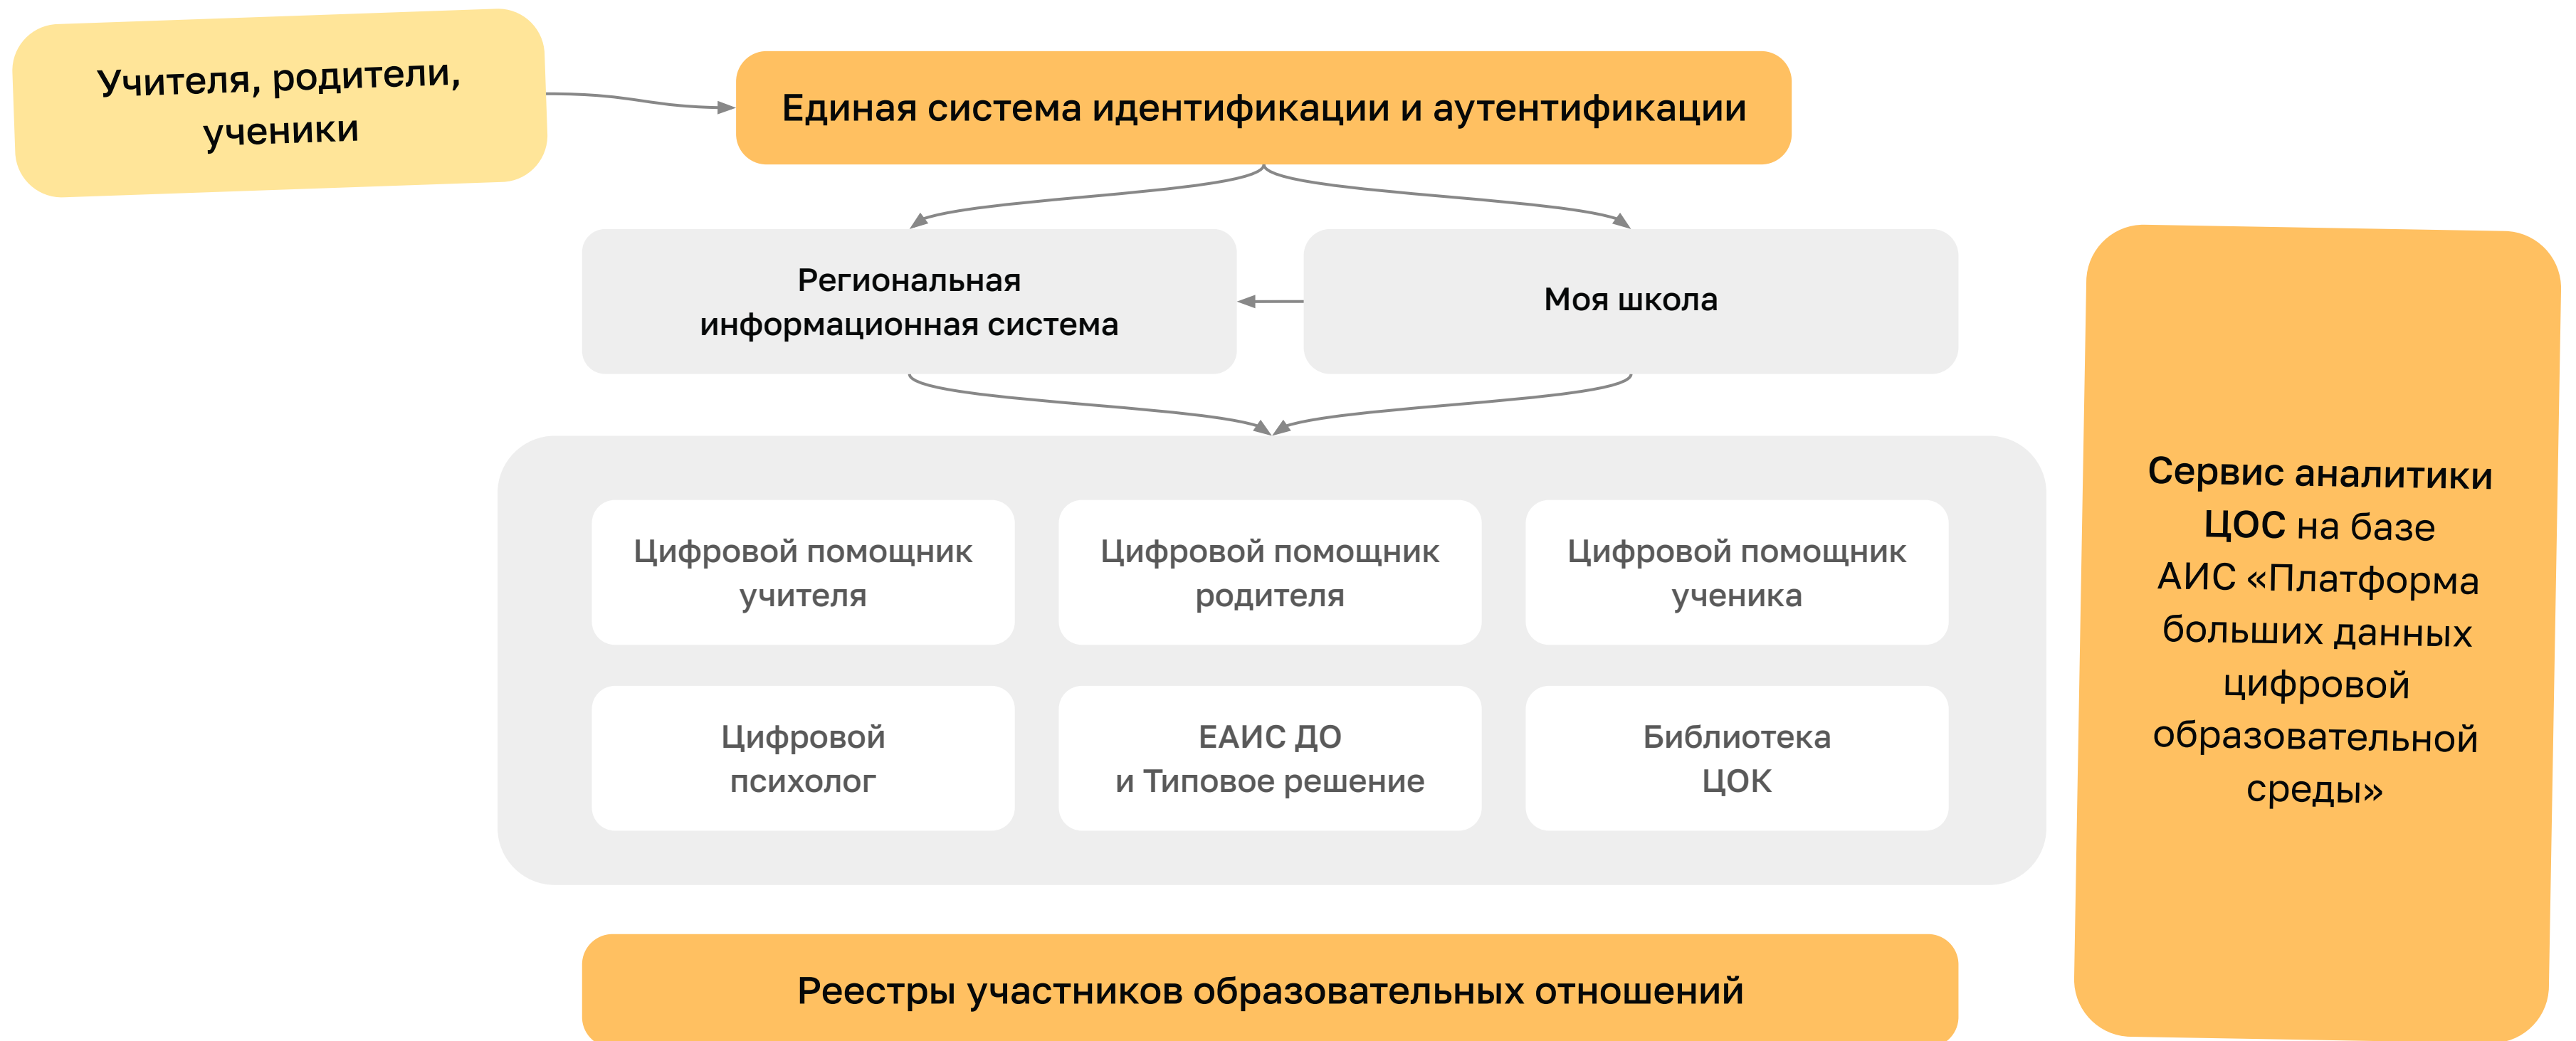 Учителя, родители,
ученики
Единая система идентификации и аутентификации
Региональная
информационная система
Моя школа
Цифровой помощник
учителя
Цифровой помощник
родителя
Цифровой помощник
ученика
Цифровой
психолог
ЕАИС ДО
и Типовое решение
Библиотека
ЦОК
Реестры участников образовательных отношений
Сервис аналитики
ЦОС на базе
АИС «Платформа
больших данных
цифровой
образовательной
среды»